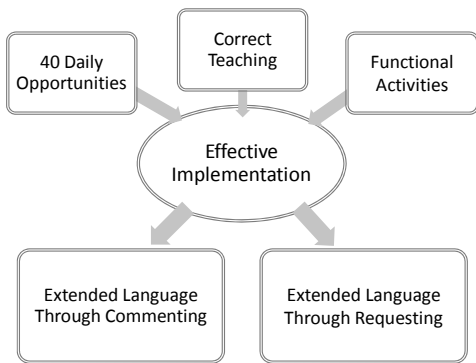 40 Daily
Opportunities
Correct
Teaching
Functional
Activities
Effective
Implementation
Extended Language
Through Commenting
Extended Language
Through Requesting